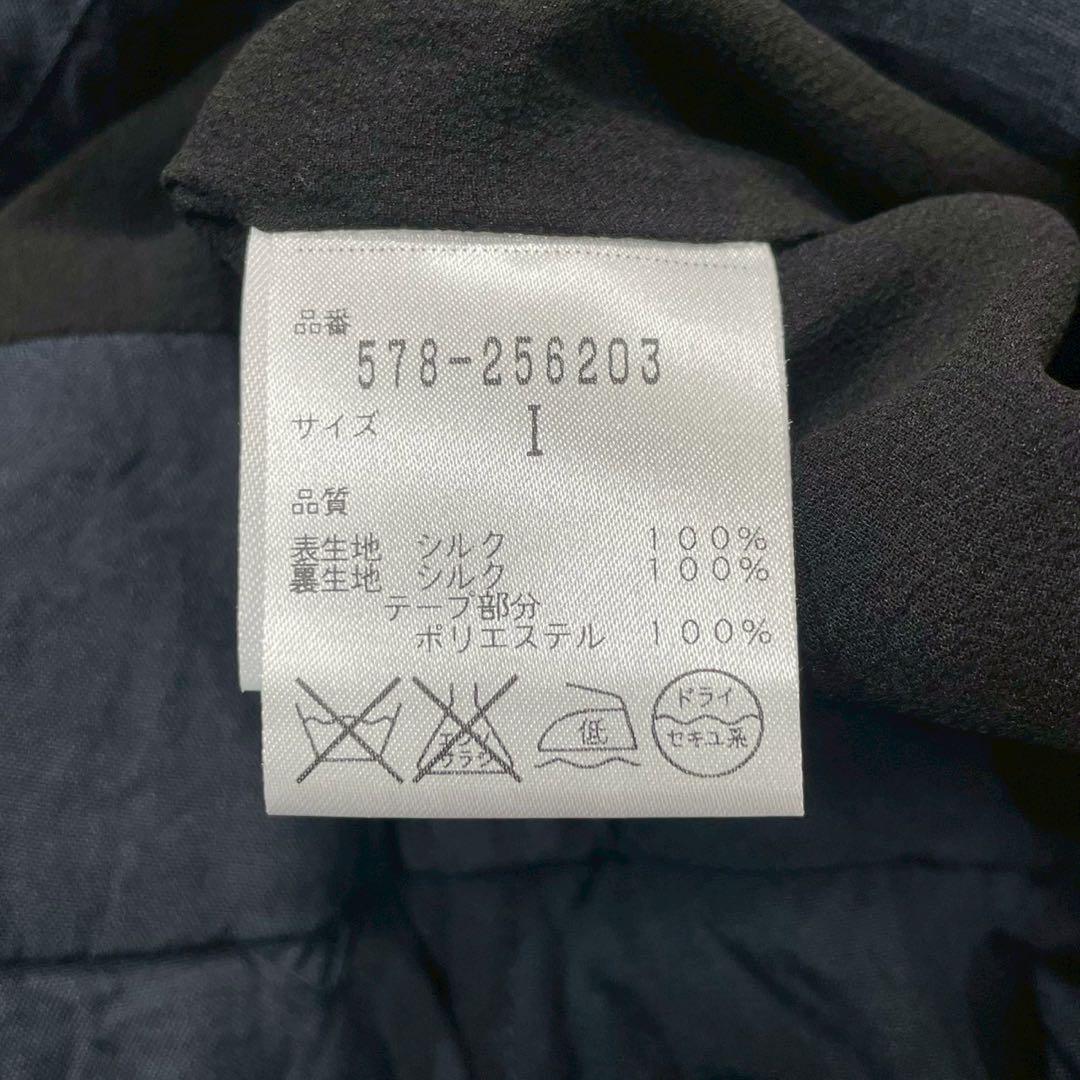 品番
578-256203
サイズ I
品質
表生地 シルク 100%
裏生地 シルク 100%
テープ部分
ポリエステル 100%
エンソ
サラシ
低
ドライ
セキユ系